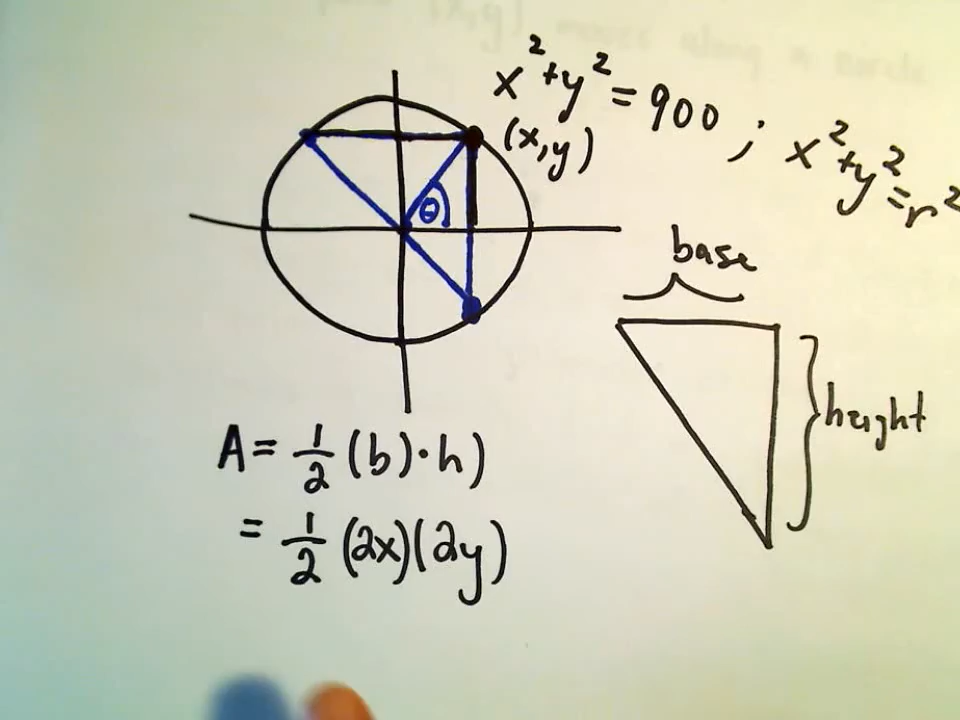 x² + y² = 900 ; x² + y² = r²
(x, y)
θ
base
height
A = 1/2 (b) · h)
= 1/2 (2x)(2y)